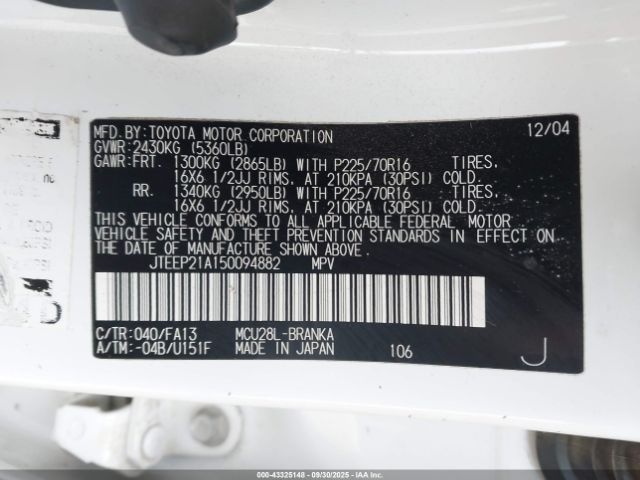 MFD.BY:TOYOTA MOTOR CORPORATION 12/04
GVWR:2430KG (5360LB)
GAWR:FRT. 1300KG (2865LB) WITH P225/70R16 TIRES,
16X6 1/2JJ RIMS, AT 210KPA (30PSI) COLD.
RR. 1340KG (2950LB) WITH P225/70R16 TIRES,
16X6 1/2JJ RIMS, AT 210KPA (30PSI) COLD.
THIS VEHICLE CONFORMS TO ALL APPLICABLE FEDERAL MOTOR
VEHICLE SAFETY AND THEFT PREVENTION STANDARDS IN EFFECT ON
THE DATE OF MANUFACTURE SHOWN ABOVE.
JTEEP21A150094882 MPV
C/TR:040/FA13 MCU28L-BRANKA
A/TM:-04B/U151F MADE IN JAPAN 106 J
000-43325148 - 09/30/2025 - IAAI.COM